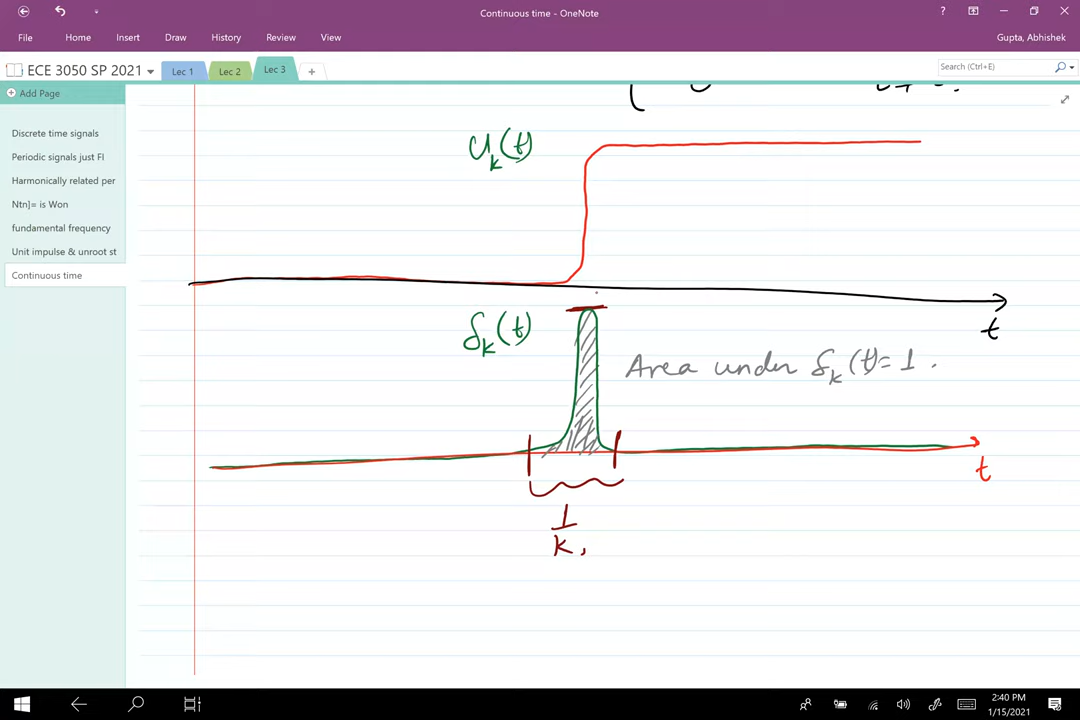 Continuous time - OneNote
?
File Home Insert Draw History Review View
Gupta, Abhishek
ECE 3050 SP 2021 Lec 1 Lec 2 Lec 3
Search (Ctrl+E)
Add Page
Discrete time signals
Periodic signals just FI
Harmonically related per
Ntn]= is Won
fundamental frequency
Unit impulse & unroot st
Continuous time
u_k(t)
t
δ_k(t)
Area under δ_k(t)=1.
t
1/k,
2:40 PM
1/15/2021